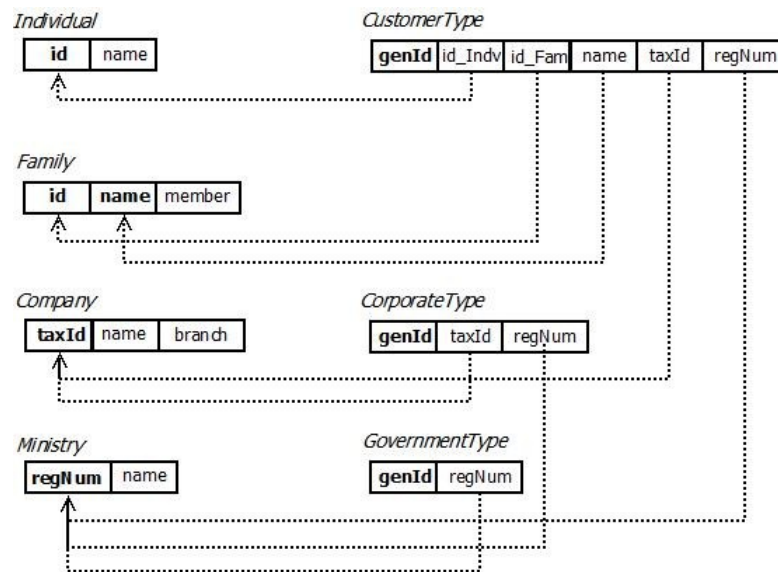 Individual
id name
CustomerType
genId id_Indv id_Fam name taxId regNum
Family
id name member
Company
taxId name branch
CorporateType
genId taxId regNum
Ministry
regNum name
GovernmentType
genId regNum